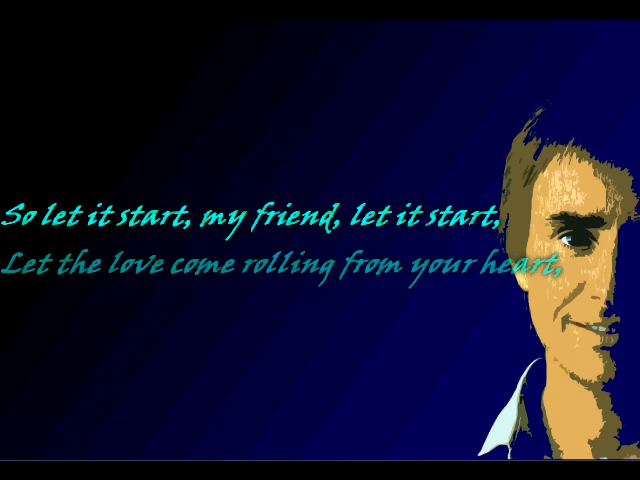 So let it start, my friend, let it start,
Let the love come rolling from your heart,